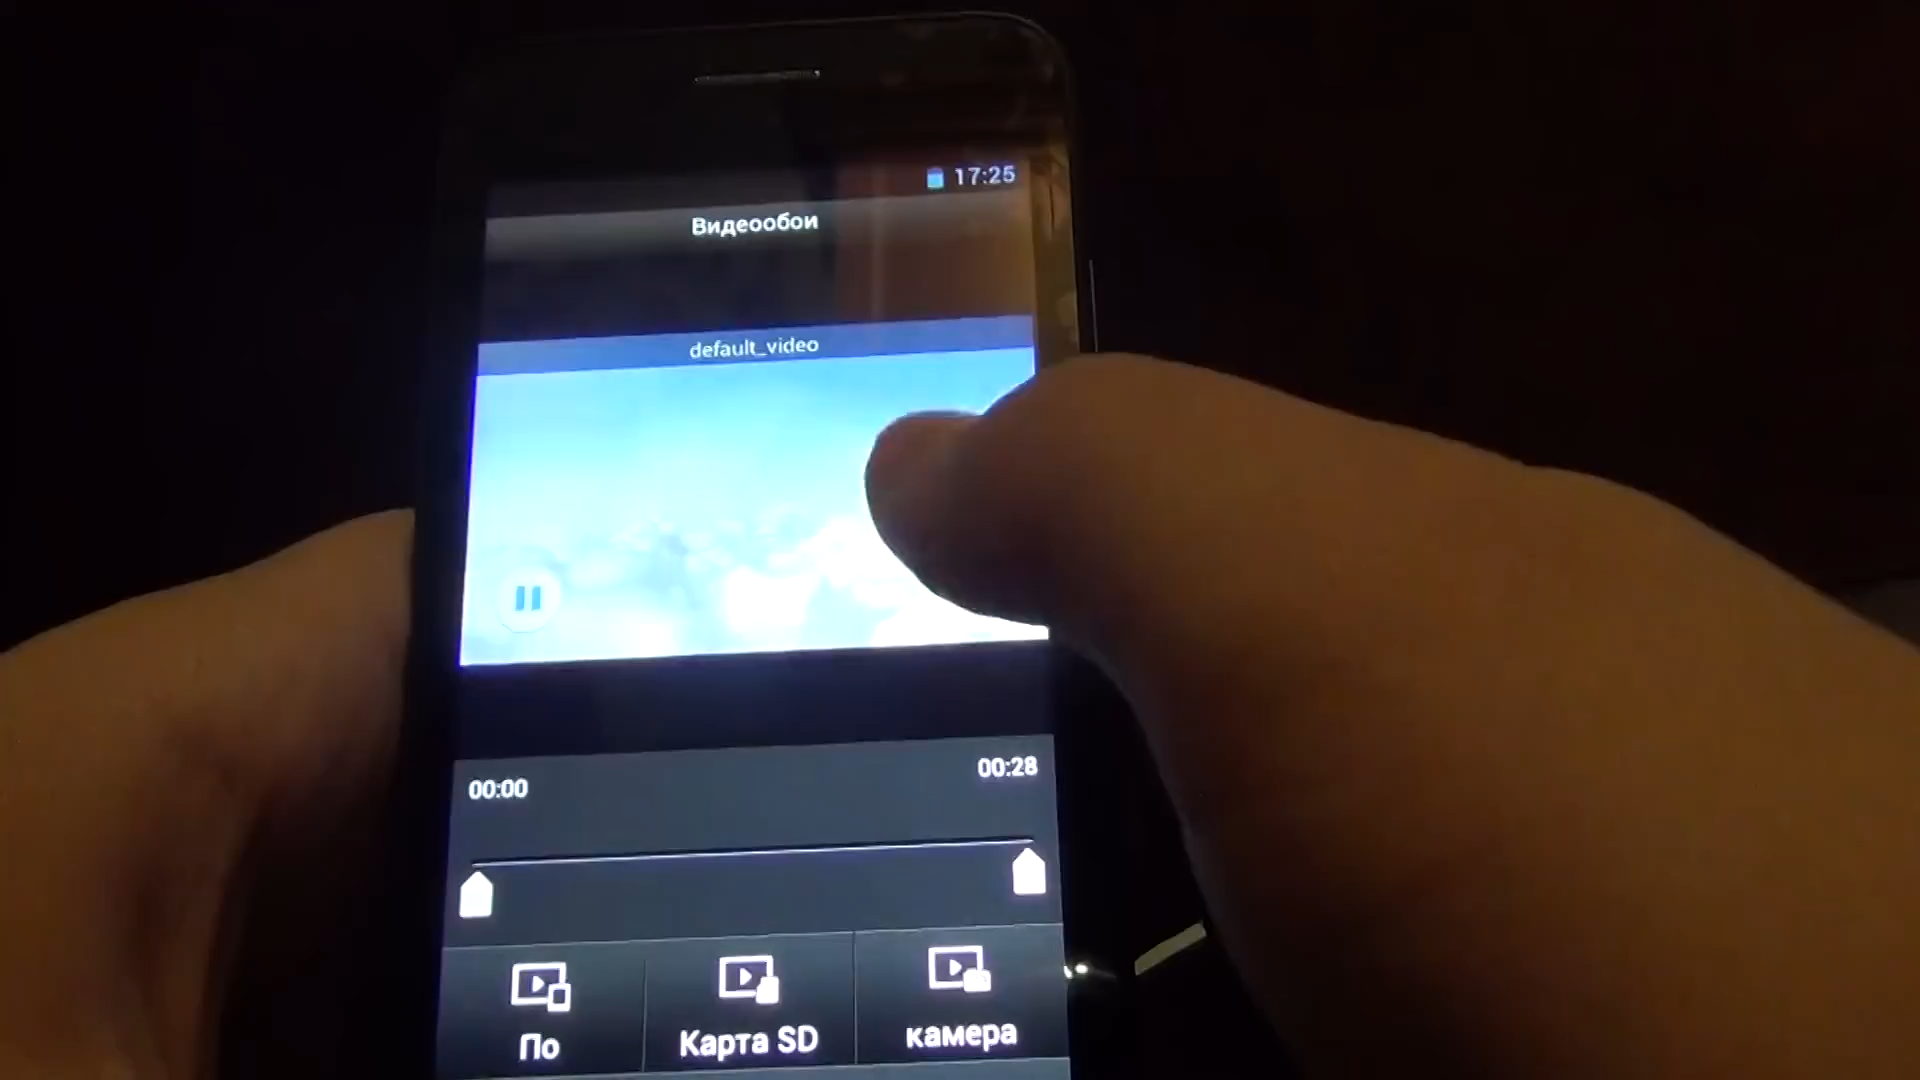 17:25
Видеообои
default_video
00:00
00:28
По
Карта SD
камера